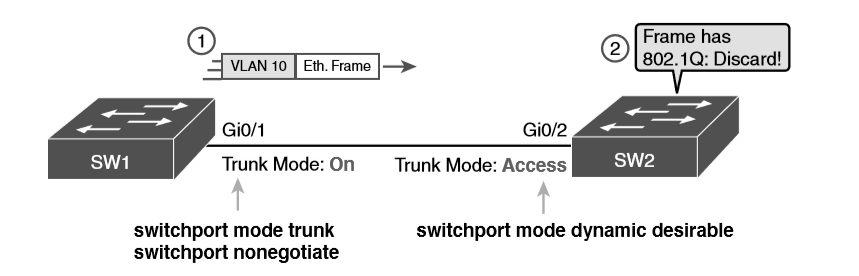 1
VLAN 10 Eth. Frame
2
Frame has
802.1Q: Discard!
SW1
Gi0/1
Gi0/2
SW2
Trunk Mode: On
Trunk Mode: Access
switchport mode trunk
switchport nonegotiate
switchport mode dynamic desirable